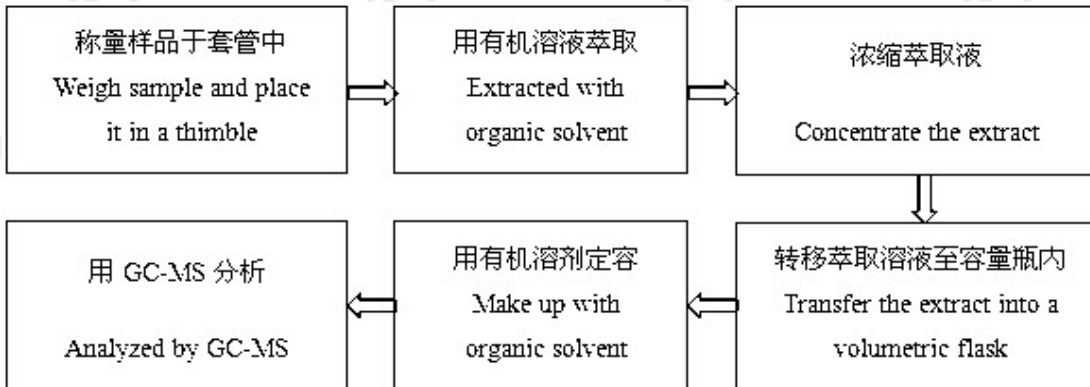 称量样品于套管中
Weigh sample and place
it in a thimble
用有机溶液萃取
Extracted with
organic solvent
浓缩萃取液
Concentrate the extract
转移萃取溶液至容量瓶内
Transfer the extract into a
volumetric flask
用有机溶剂定容
Make up with
organic solvent
用 GC-MS 分析
Analyzed by GC-MS